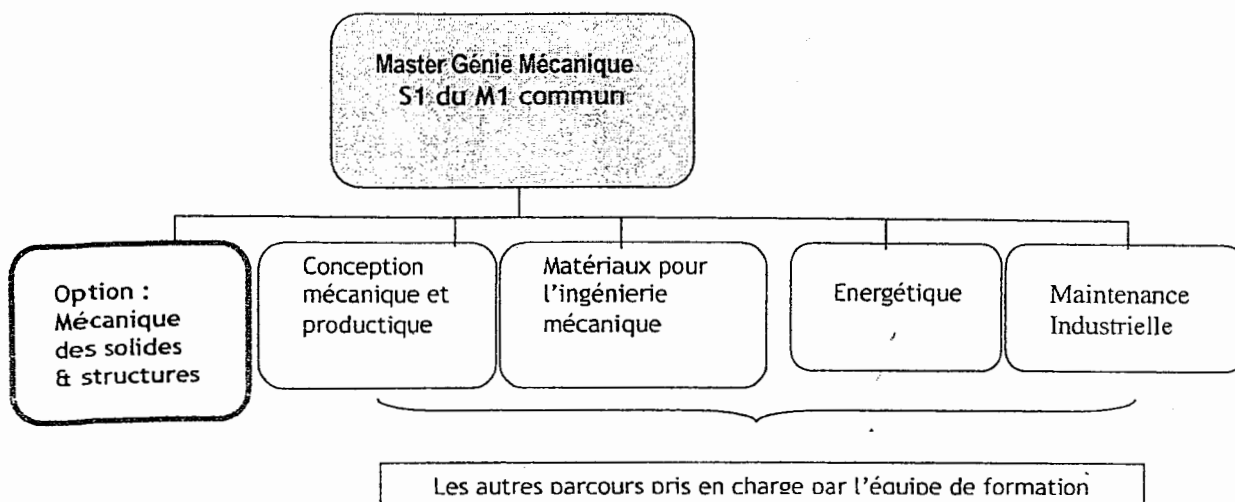 Master Génie Mécanique
S1 du M1 commun
Option :
Mécanique
des solides
& structures
Conception
mécanique et
productique
Matériaux pour
l'ingénierie
mécanique
Energétique
Maintenance
Industrielle
Les autres parcours pris en charge par l'équipe de formation